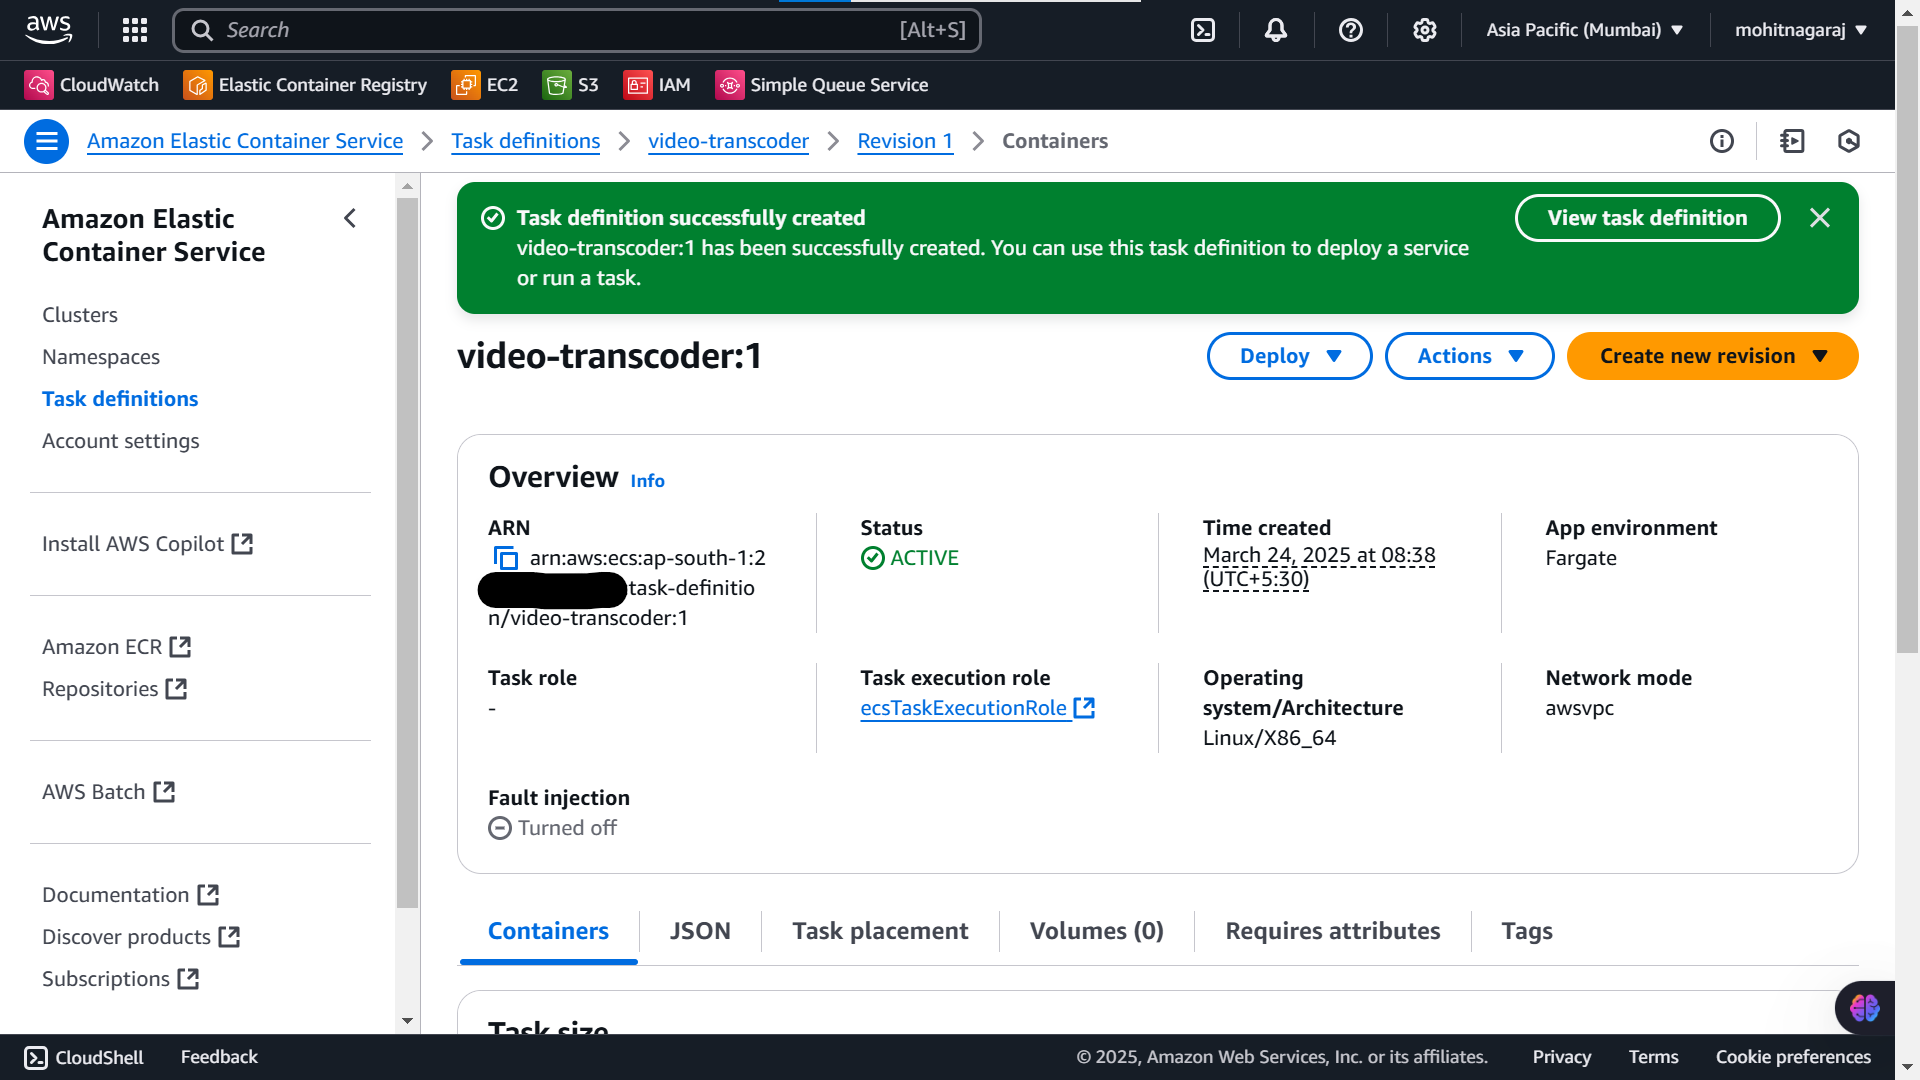 aws
Search
[Alt+S]
Asia Pacific (Mumbai)
mohitnagaraj
CloudWatch
Elastic Container Registry
EC2
S3
IAM
Simple Queue Service
Amazon Elastic Container Service
Task definitions
video-transcoder
Revision 1
Containers
Amazon Elastic
Container Service
Clusters
Namespaces
Task definitions
Account settings
Install AWS Copilot
Amazon ECR
Repositories
AWS Batch
Documentation
Discover products
Subscriptions
Task definition successfully created
video-transcoder:1 has been successfully created. You can use this task definition to deploy a service
or run a task.
View task definition
video-transcoder:1
Deploy
Actions
Create new revision
Overview Info
ARN
arn:aws:ecs:ap-south-1:2
:task-definitio
n/video-transcoder:1
Status
ACTIVE
Time created
March 24, 2025 at 08:38
(UTC+5:30)
App environment
Fargate
Task role
-
Task execution role
ecsTaskExecutionRole
Operating
system/Architecture
Linux/X86_64
Network mode
awsvpc
Fault injection
Turned off
Containers
JSON
Task placement
Volumes (0)
Requires attributes
Tags
Task size
CloudShell
Feedback
© 2025, Amazon Web Services, Inc. or its affiliates.
Privacy
Terms
Cookie preferences